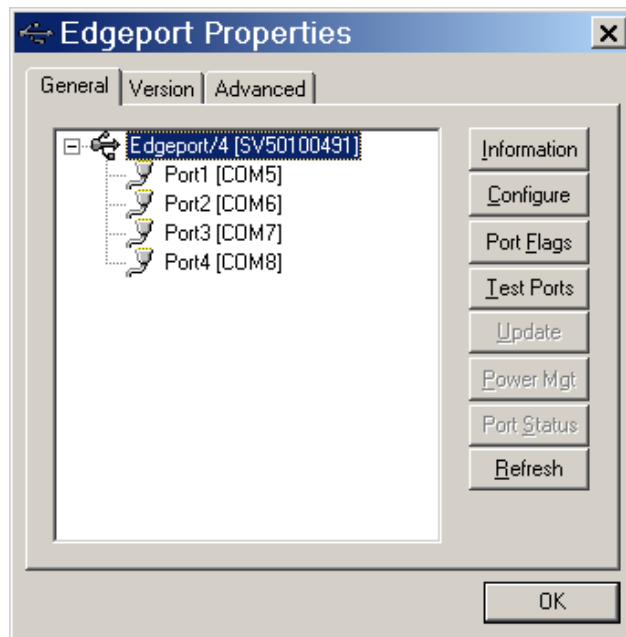 Edgeport Properties
General Version Advanced
Edgeport/4 [SV50100491]
Port1 [COM5]
Port2 [COM6]
Port3 [COM7]
Port4 [COM8]
Information
Configure
Port Flags
Test Ports
Update
Power Mgt
Port Status
Refresh
OK